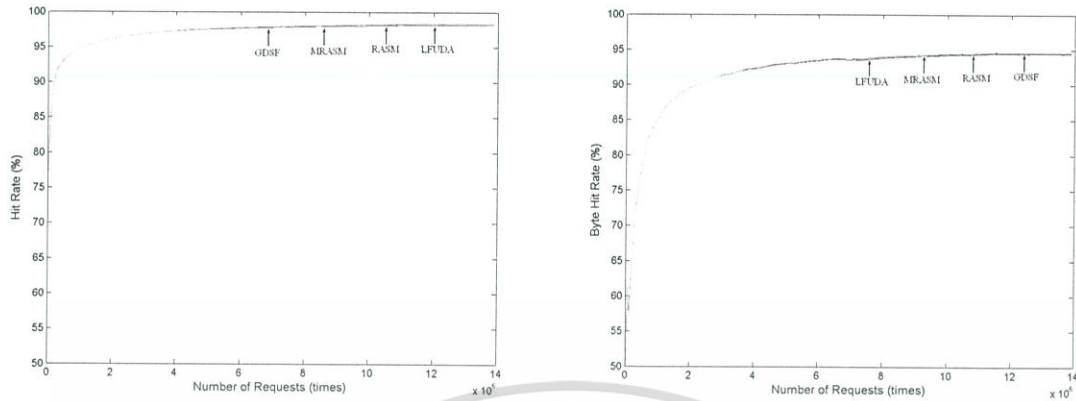 100
95
90
85
80
75
70
65
60
55
50
Hit Rate (%)
GDSF
MRASM
RASM
LFUDA
0
2
4
6
8
10
12
14
Number of Requests (times)
x 10⁵
100
95
90
85
80
75
70
65
60
55
50
Byte Hit Rate (%)
LFUDA
MRASM
RASM
GDSF
0
2
4
6
8
10
12
14
Number of Requests (times)
x 10⁵